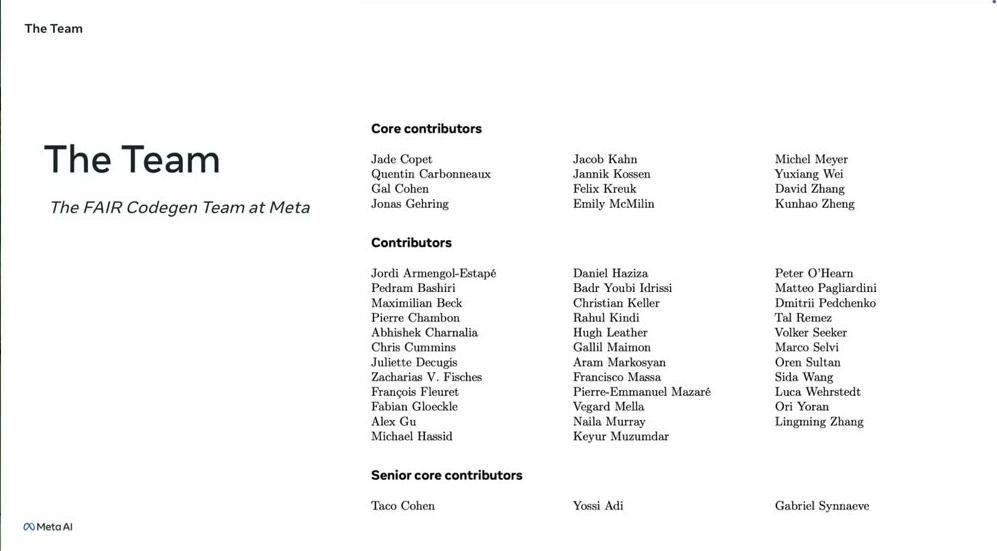 The Team
The Team
The FAIR Codegen Team at Meta
Core contributors
Jade Copet
Quentin Carbonneaux
Gal Cohen
Jonas Gehring
Jacob Kahn
Jannik Kossen
Felix Kreuk
Emily McMilin
Michel Meyer
Yuxiang Wei
David Zhang
Kunhao Zheng
Contributors
Jordi Armengol-Estapé
Pedram Bashiri
Maximilian Beck
Pierre Chambon
Abhishek Charnalia
Chris Cummins
Juliette Decugis
Zacharias V. Fisches
François Fleuret
Fabian Gloeckle
Alex Gu
Michael Hassid
Daniel Haziza
Badr Youbi Idrissi
Christian Keller
Rahul Kindi
Hugh Leather
Gallil Maimon
Aram Markosyan
Francisco Massa
Pierre-Emmanuel Mazaré
Vegard Mella
Naila Murray
Keyur Muzumdar
Peter O'Hearn
Matteo Pagliardini
Dmitrii Pedchenko
Tal Remez
Volker Seeker
Marco Selvi
Oren Sultan
Sida Wang
Luca Wehrstedt
Ori Yoran
Lingming Zhang
Senior core contributors
Taco Cohen
Yossi Adi
Gabriel Synnaeve
Meta AI